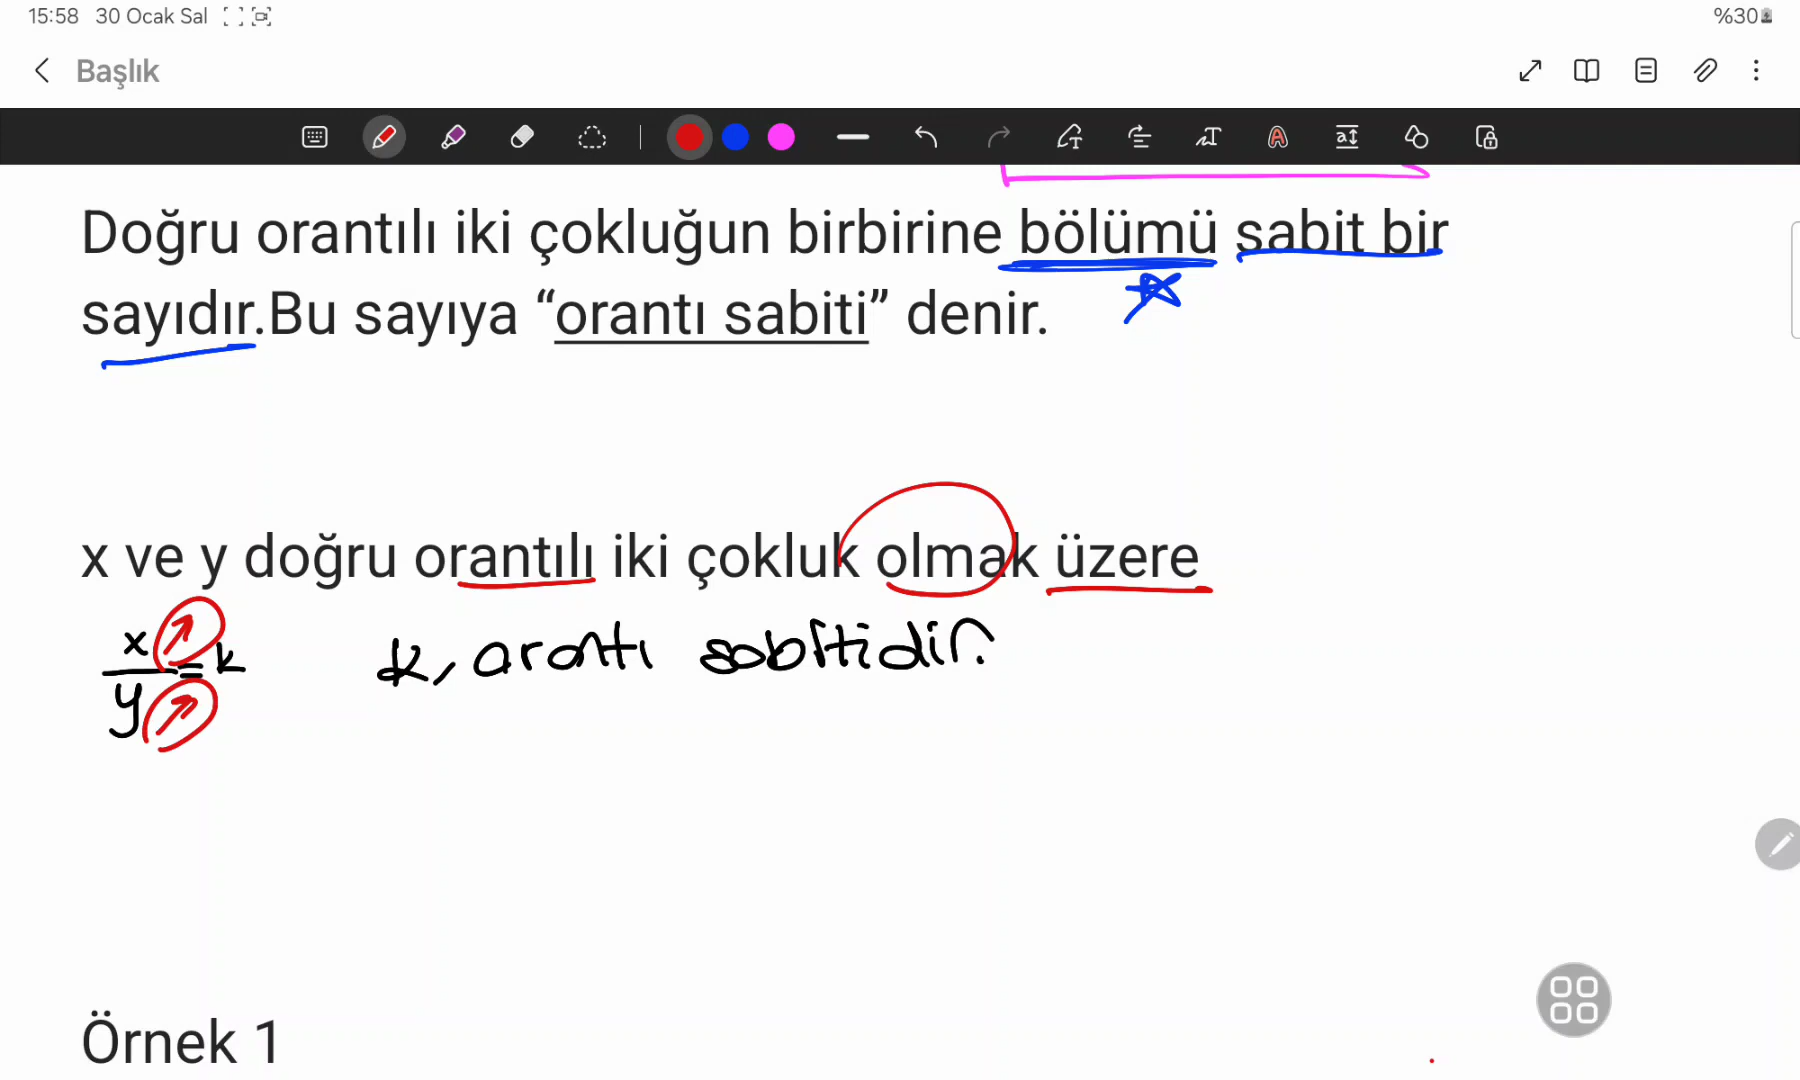 15:58 30 Ocak Sal %30
Başlık
Doğru orantılı iki çokluğun birbirine bölümü sabit bir
sayıdır.Bu sayıya “orantı sabiti” denir.
x ve y doğru orantılı iki çokluk olmak üzere
x/y = k k, orantı sabitidir.
Örnek 1